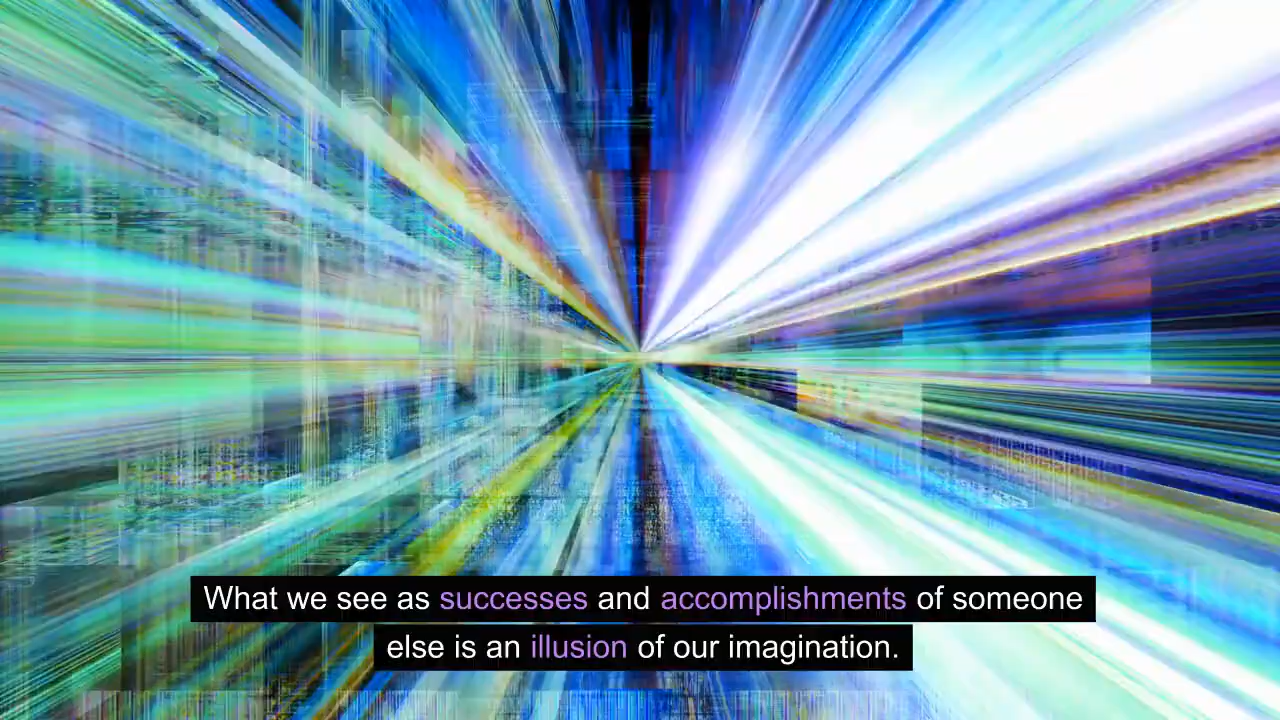 What we see as successes and accomplishments of someone
else is an illusion of our imagination.